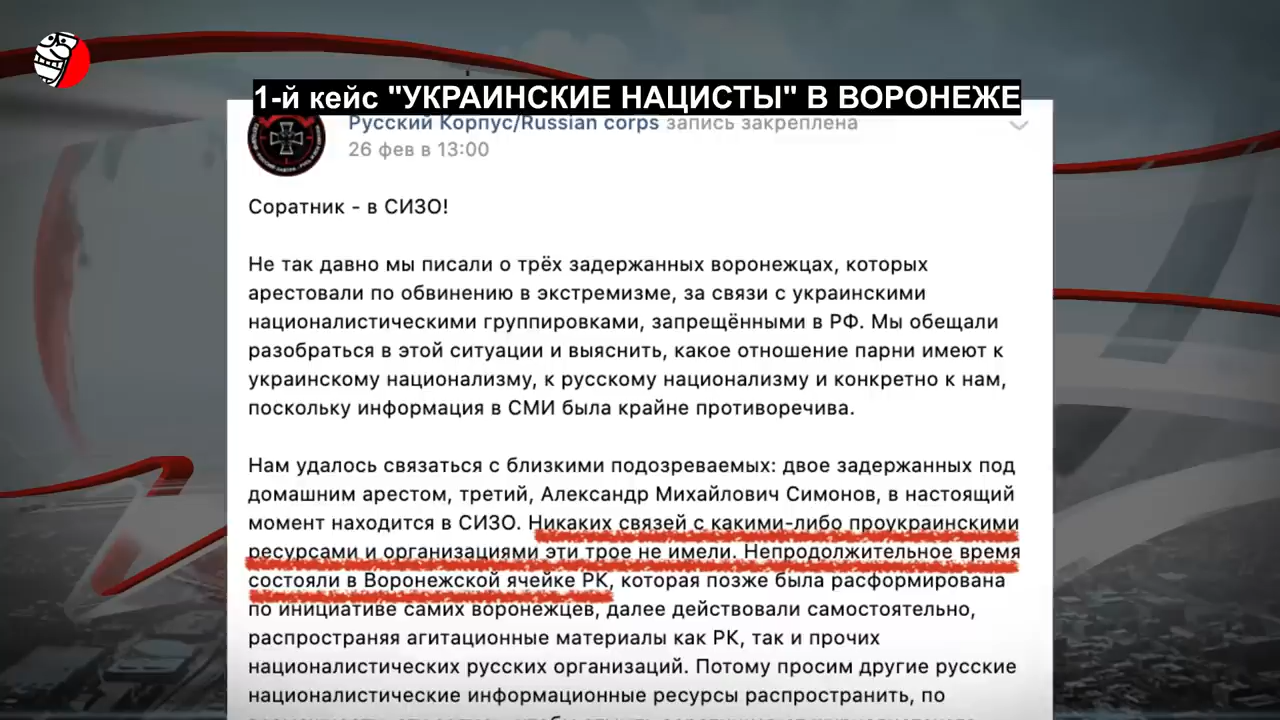 1-й кейс "УКРАИНСКИЕ НАЦИСТЫ" В ВОРОНЕЖЕ
Русский Корпус/Russian corps запись закреплена
26 фев в 13:00
Соратник - в СИЗО!
Не так давно мы писали о трёх задержанных воронежцах, которых
арестовали по обвинению в экстремизме, за связи с украинскими
националистическими группировками, запрещёнными в РФ. Мы обещали
разобраться в этой ситуации и выяснить, какое отношение парни имеют к
украинскому национализму, к русскому национализму и конкретно к нам,
поскольку информация в СМИ была крайне противоречива.
Нам удалось связаться с близкими подозреваемых: двое задержанных под
домашним арестом, третий, Александр Михайлович Симонов, в настоящий
момент находится в СИЗО. Никаких связей с какими-либо проукраинскими
ресурсами и организациями эти трое не имели. Непродолжительное время
состояли в Воронежской ячейке РК, которая позже была расформирована
по инициативе самих воронежцев, далее действовали самостоятельно,
распространяя агитационные материалы как РК, так и прочих
националистических русских организаций. Потому просим другие русские
националистические информационные ресурсы распространить, по